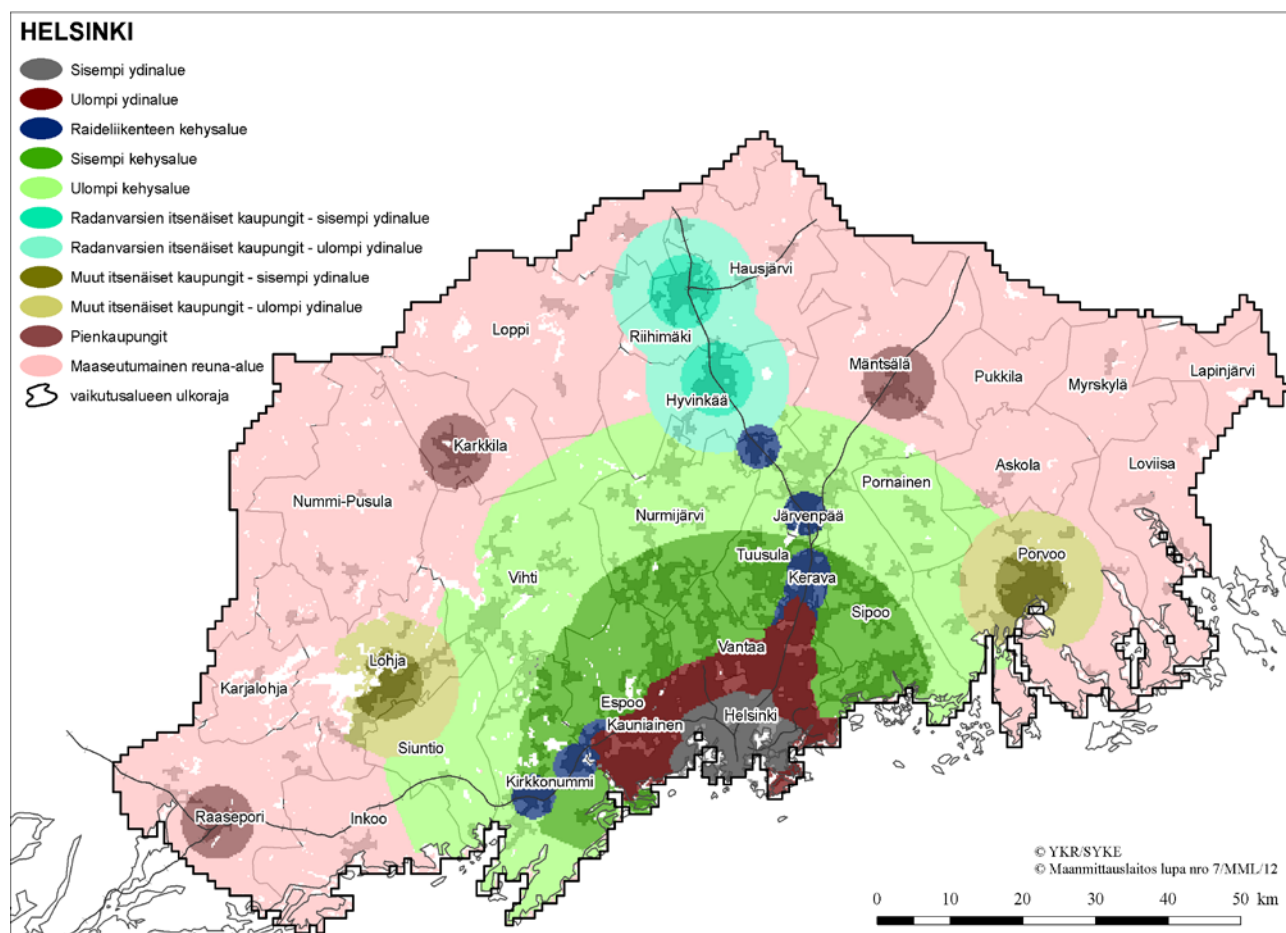 HELSINKI
Sisempi ydinalue
Ulompi ydinalue
Raideliikenteen kehysalue
Sisempi kehysalue
Ulompi kehysalue
Radanvarsien itsenäiset kaupungit - sisempi ydinalue
Radanvarsien itsenäiset kaupungit - ulompi ydinalue
Muut itsenäiset kaupungit - sisempi ydinalue
Muut itsenäiset kaupungit - ulompi ydinalue
Pienkaupungit
Maaseutumainen reuna-alue
vaikutusalueen ulkoraja
Hausjärvi
Loppi
Riihimäki
Mäntsälä
Pukkila
Myrskylä
Lapinjärvi
Hyvinkää
Karkkila
Askola
Loviisa
Pornainen
Nummi-Pusula
Nurmijärvi
Järvenpää
Tuusula
Porvoo
Vihti
Kerava
Sipoo
Vantaa
Lohja
Karjalohja
Espoo
Helsinki
Kauniainen
Siuntio
Kirkkonummi
Raasepori
Inkoo
© YKR/SYKE
© Maanmittauslaitos lupa nro 7/MML/12
0 10 20 30 40 50 km